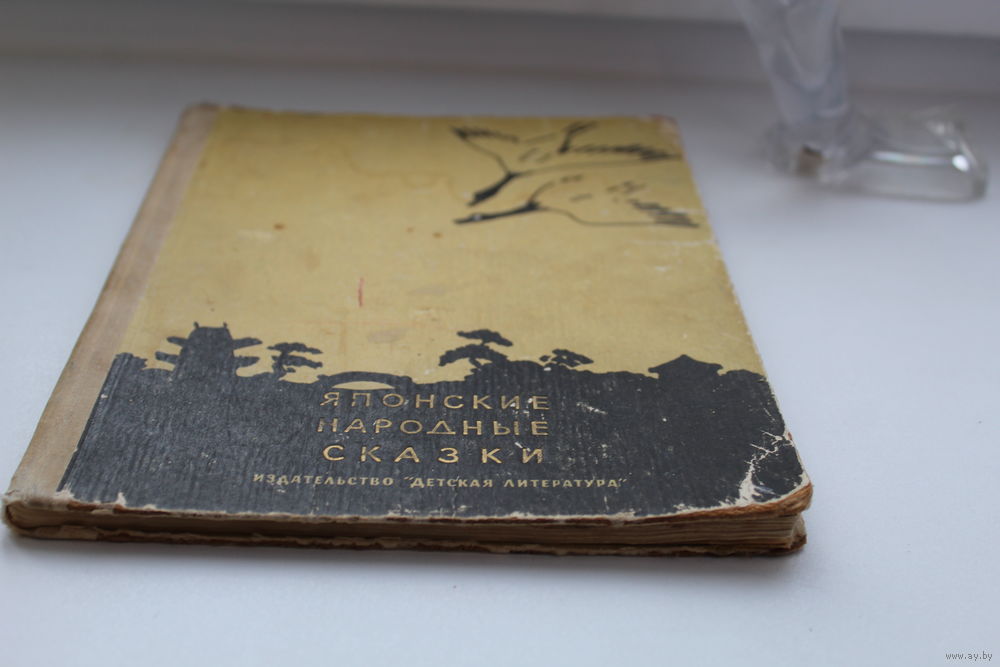 ЯПОНСКИЕ
НАРОДНЫЕ
СКАЗКИ
ИЗДАТЕЛЬСТВО "ДЕТСКАЯ ЛИТЕРАТУРА"
www.ay.by